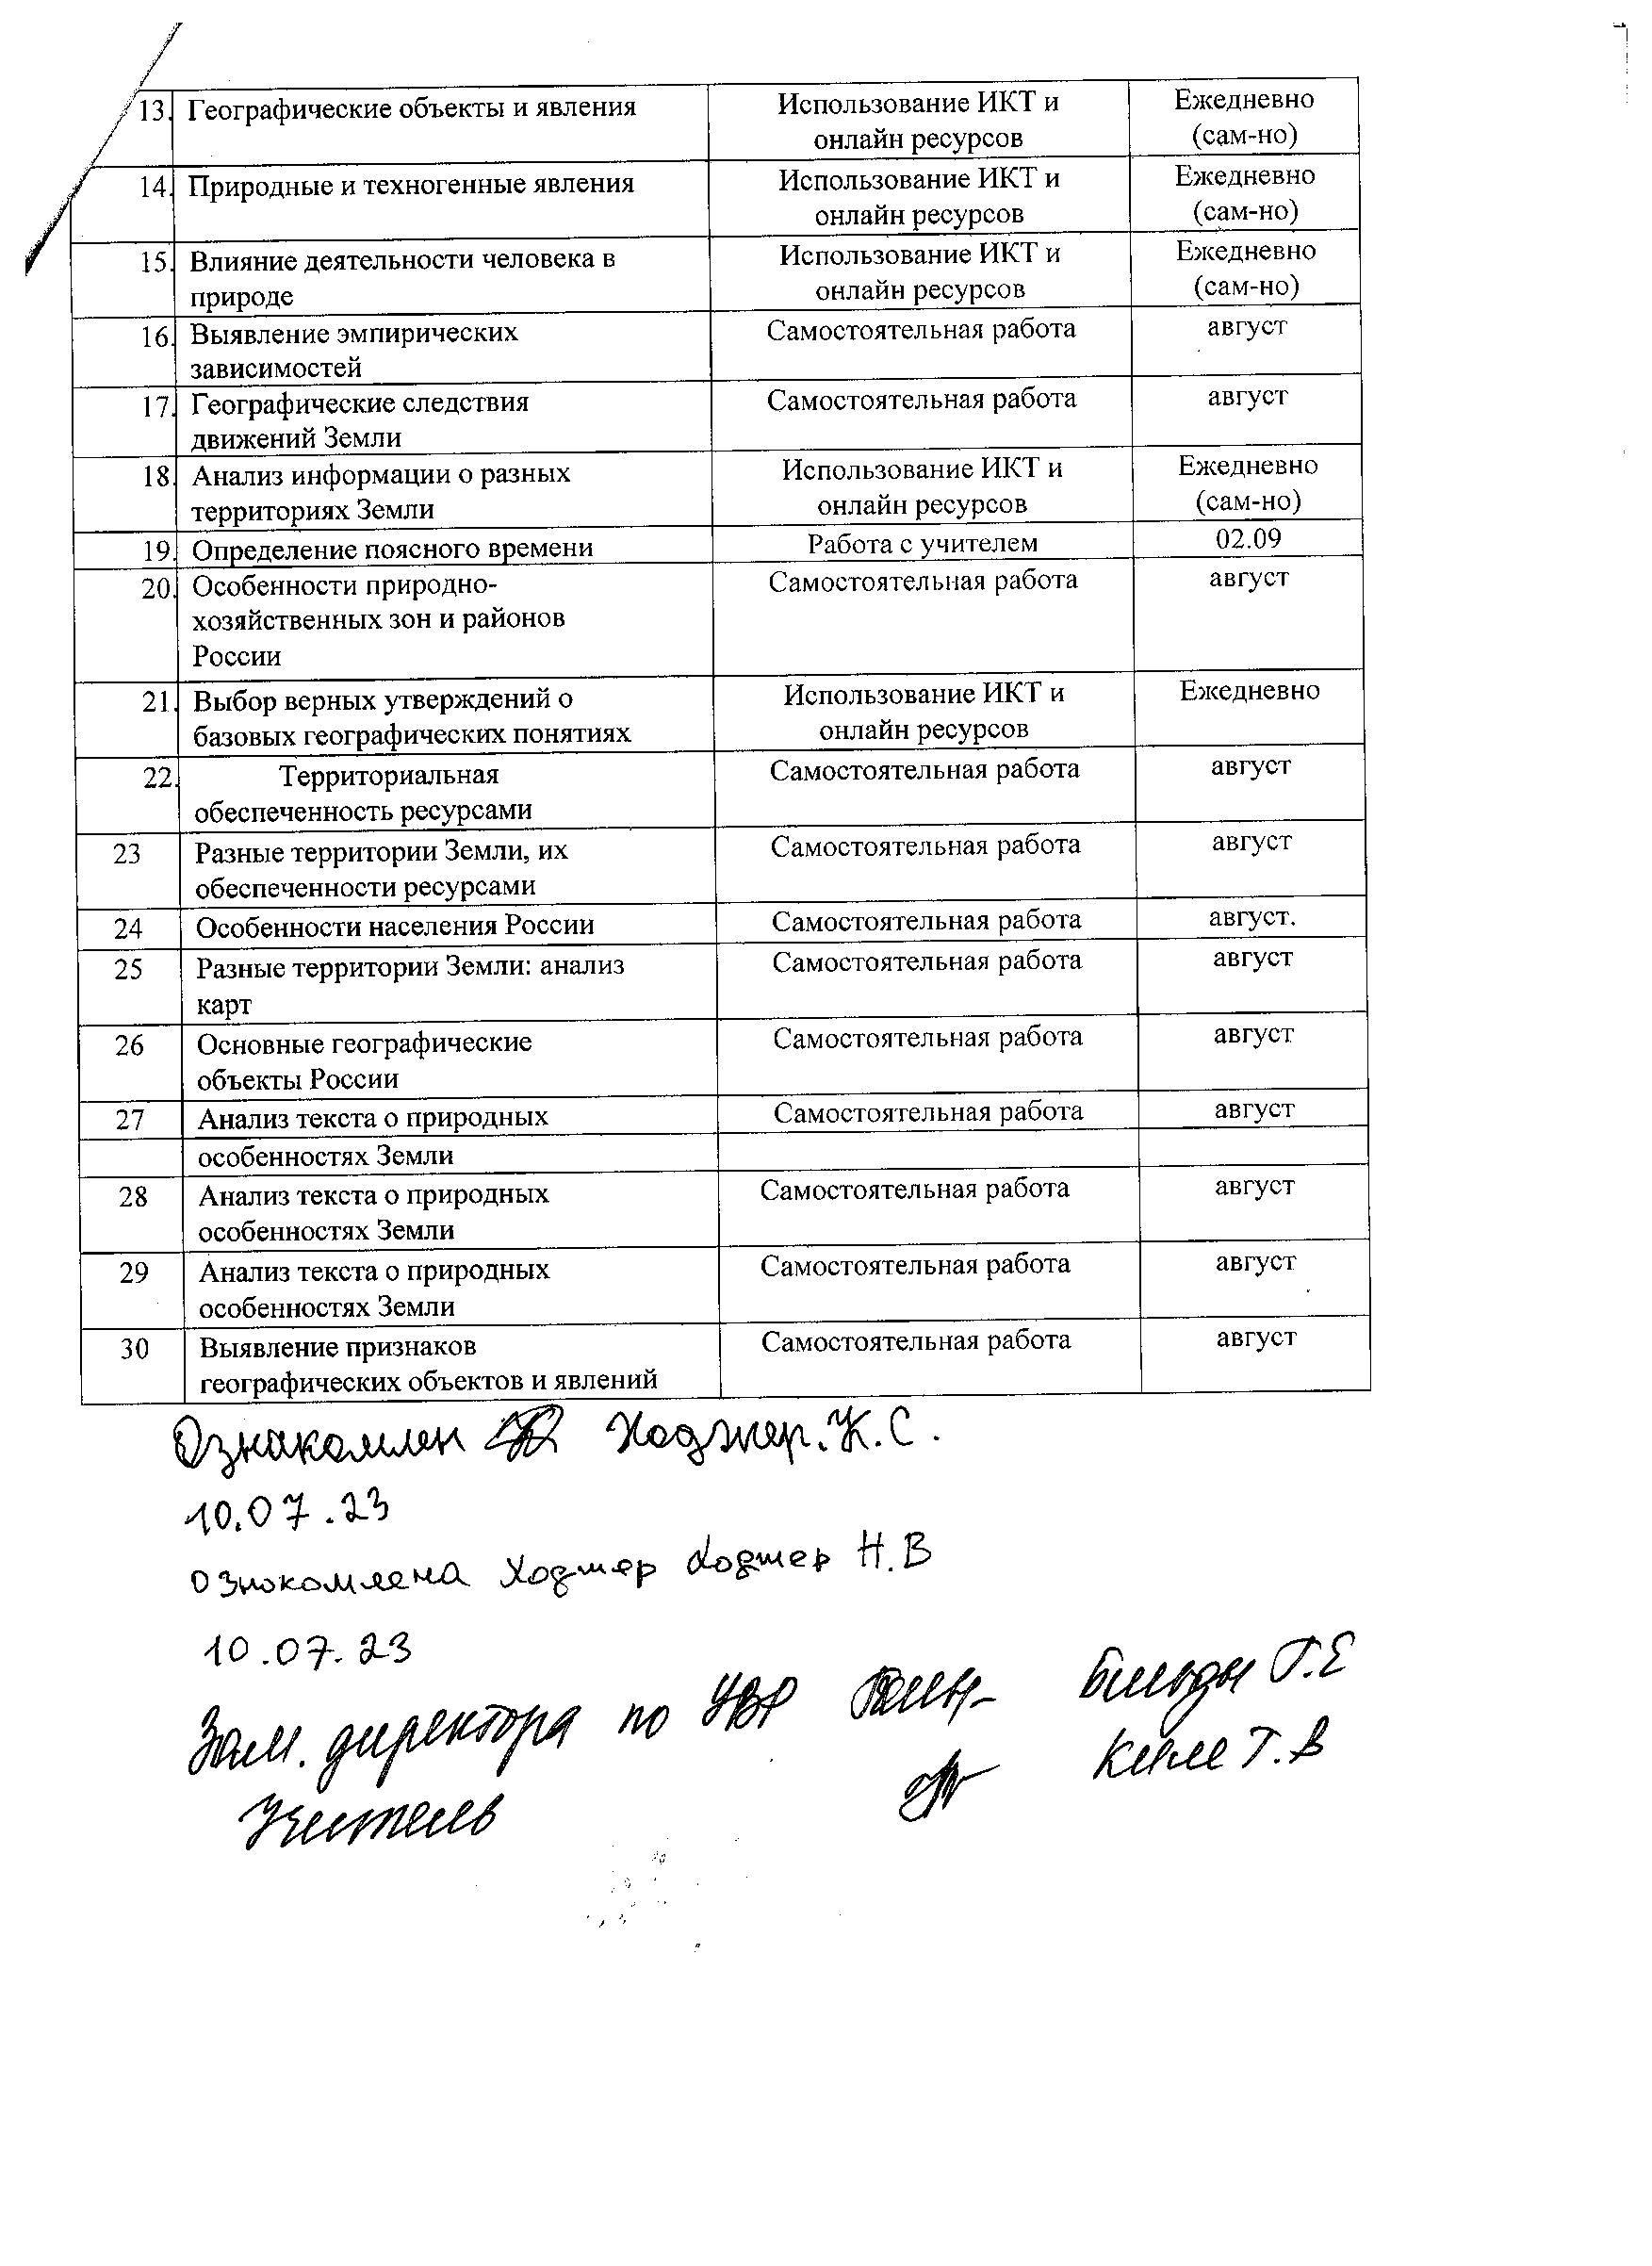 13. Географические объекты и явления Использование ИКТ и Ежедневно
онлайн ресурсов (сам-но)
14. Природные и техногенные явления Использование ИКТ и Ежедневно
онлайн ресурсов (сам-но)
15. Влияние деятельности человека в Использование ИКТ и Ежедневно
природе онлайн ресурсов (сам-но)
16. Выявление эмпирических Самостоятельная работа август
зависимостей
17. Географические следствия Самостоятельная работа август
движений Земли
18. Анализ информации о разных Использование ИКТ и Ежедневно
территориях Земли онлайн ресурсов (сам-но)
19. Определение поясного времени Работа с учителем 02.09
20. Особенности природно- Самостоятельная работа август
хозяйственных зон и районов
России
21. Выбор верных утверждений о Использование ИКТ и Ежедневно
базовых географических понятиях онлайн ресурсов
22. Территориальная Самостоятельная работа август
обеспеченность ресурсами
23 Разные территории Земли, их Самостоятельная работа август
обеспеченности ресурсами
24 Особенности населения России Самостоятельная работа август.
25 Разные территории Земли: анализ Самостоятельная работа август
карт
26 Основные географические Самостоятельная работа август
объекты России
27 Анализ текста о природных Самостоятельная работа август
особенностях Земли
28 Анализ текста о природных Самостоятельная работа август
особенностях Земли
29 Анализ текста о природных Самостоятельная работа август
особенностях Земли
30 Выявление признаков Самостоятельная работа август
географических объектов и явлений
Ознакомлен Ходжер. К.С.
10.07.23
ознокомлена Ходжер Ходжер Н.В
10.07.23
Зам. директора по УВР Г.Е
Учитель Киле Т.В